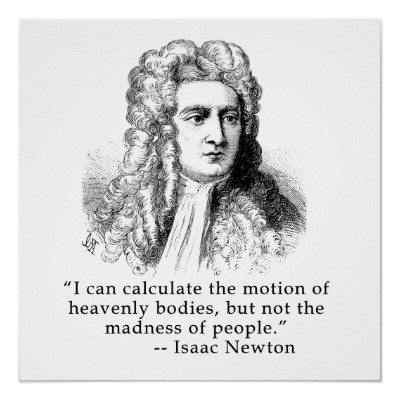 “I can calculate the motion of
heavenly bodies, but not the
madness of people.”
-- Isaac Newton